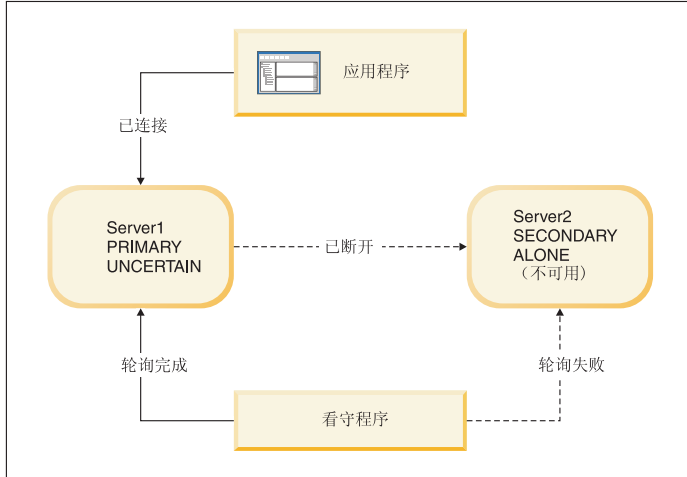 应用程序
已连接
Server1
PRIMARY
UNCERTAIN
已断开
Server2
SECONDARY
ALONE
（不可用）
轮询完成
轮询失败
看守程序